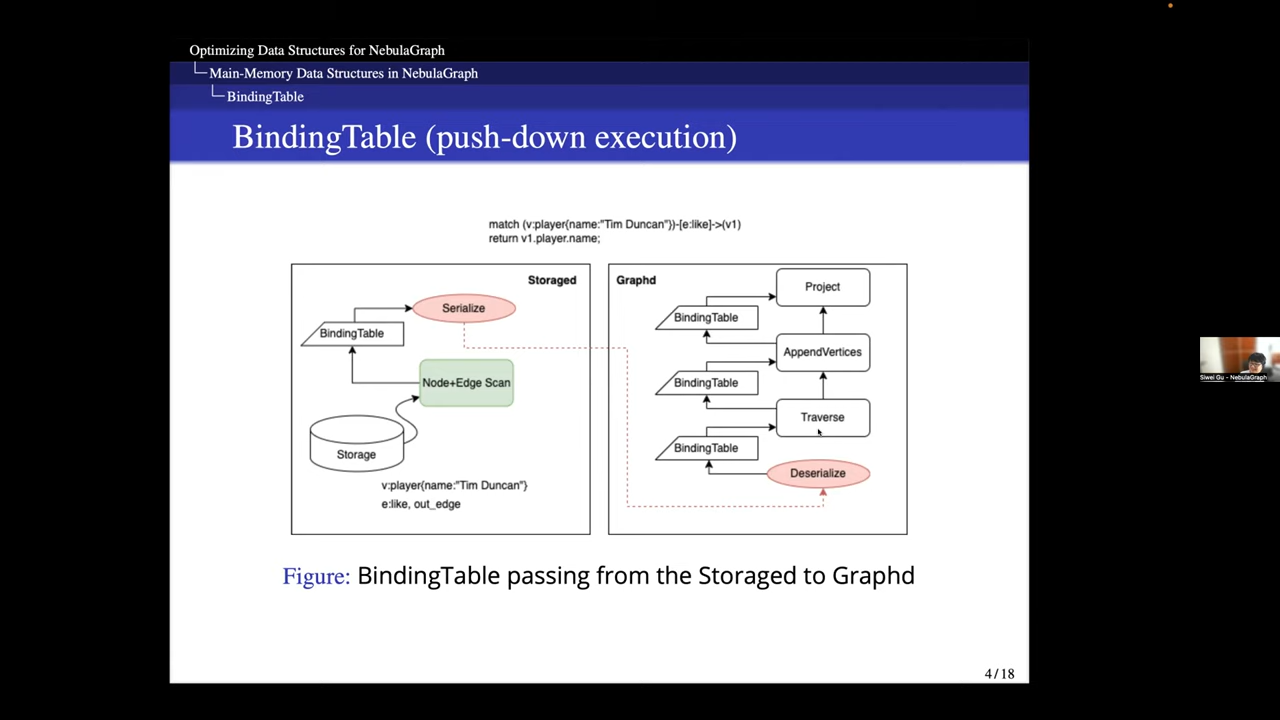 Optimizing Data Structures for NebulaGraph
Main-Memory Data Structures in NebulaGraph
BindingTable
BindingTable (push-down execution)
match (v:player{name:"Tim Duncan"})-[e:like]->(v1)
return v1.player.name;
Storaged
Serialize
BindingTable
Node+Edge Scan
Storage
v:player{name:"Tim Duncan"}
e:like, out_edge
Graphd
Project
BindingTable
AppendVertices
BindingTable
Traverse
BindingTable
Deserialize
Figure: BindingTable passing from the Storaged to Graphd
4 / 18
Siwei Gu - NebulaGraph